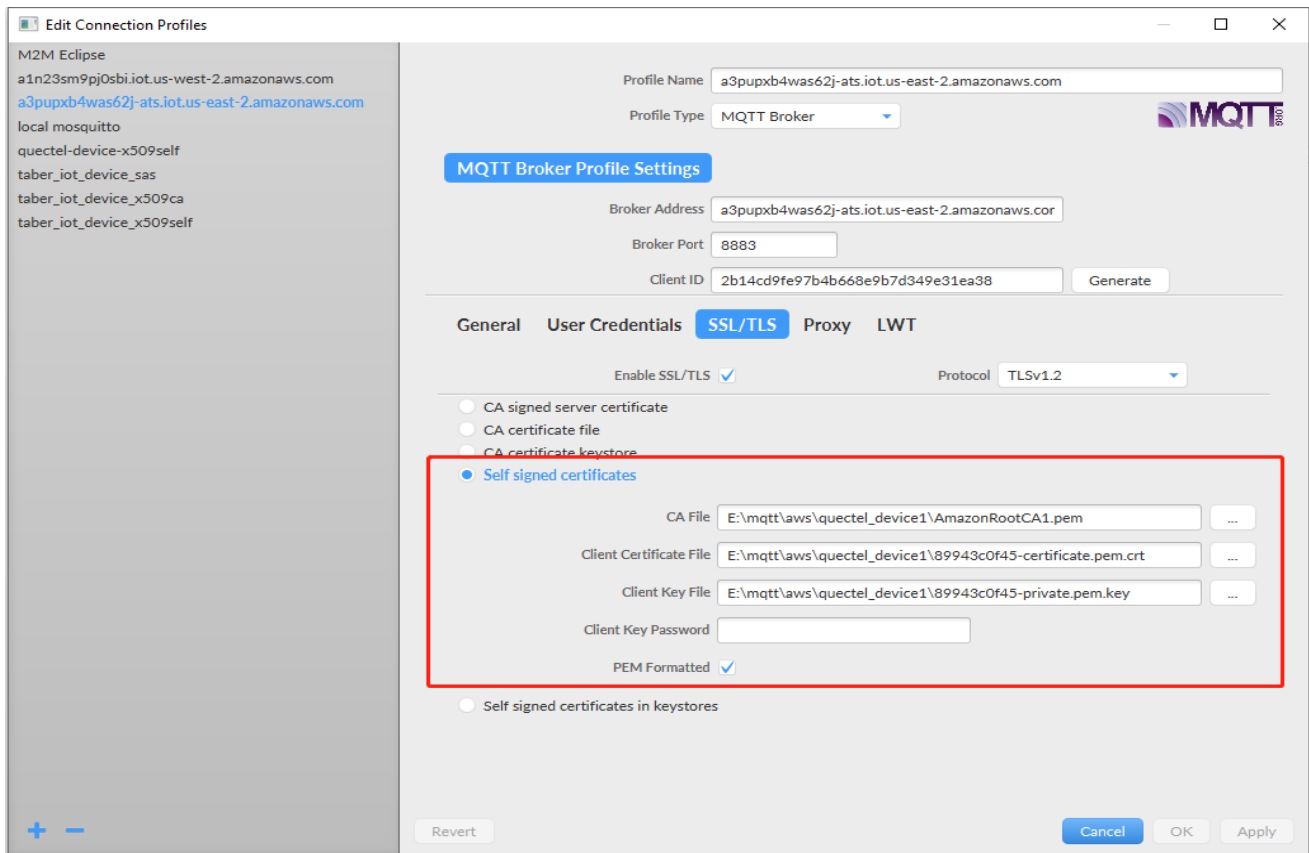 Edit Connection Profiles
M2M Eclipse
a1n23sm9pj0sbi.iot.us-west-2.amazonaws.com
a3pupxb4was62j-ats.iot.us-east-2.amazonaws.com
local mosquitto
quectel-device-x509self
taber_iot_device_sas
taber_iot_device_x509ca
taber_iot_device_x509self
Profile Name a3pupxb4was62j-ats.iot.us-east-2.amazonaws.com
Profile Type MQTT Broker
MQTT.ORG
MQTT Broker Profile Settings
Broker Address a3pupxb4was62j-ats.iot.us-east-2.amazonaws.cor
Broker Port 8883
Client ID 2b14cd9fe97b4b668e9b7d349e31ea38 Generate
General User Credentials SSL/TLS Proxy LWT
Enable SSL/TLS Protocol TLSv1.2
CA signed server certificate
CA certificate file
CA certificate keystore
Self signed certificates
CA File E:\mqtt\aws\quectel_device1\AmazonRootCA1.pem ...
Client Certificate File E:\mqtt\aws\quectel_device1\89943c0f45-certificate.pem.crt ...
Client Key File E:\mqtt\aws\quectel_device1\89943c0f45-private.pem.key ...
Client Key Password
PEM Formatted
Self signed certificates in keystores
Revert Cancel OK Apply